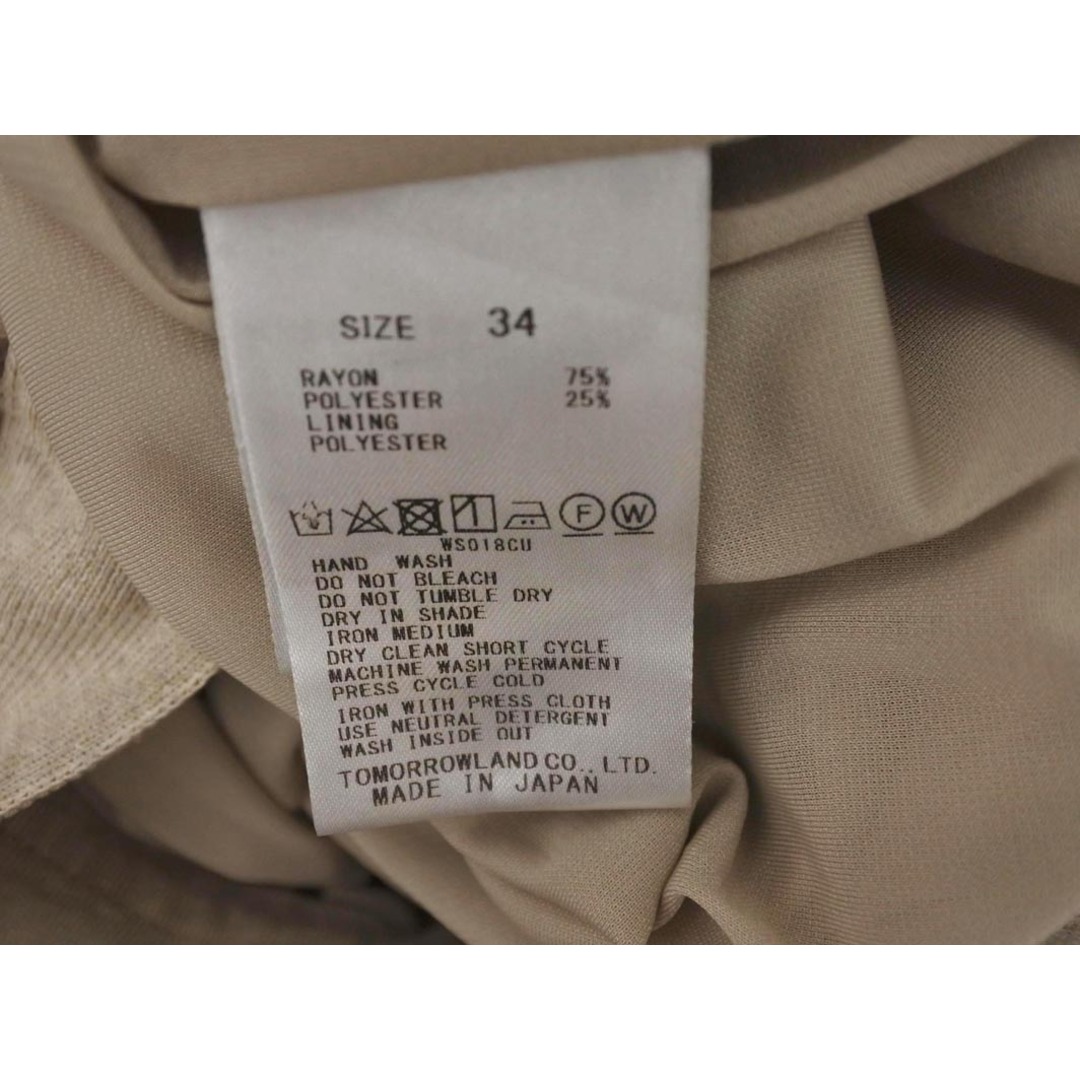 SIZE 34
RAYON 75%
POLYESTER 25%
LINING
POLYESTER
F W
WS018CU
HAND WASH
DO NOT BLEACH
DO NOT TUMBLE DRY
DRY IN SHADE
IRON MEDIUM
DRY CLEAN SHORT CYCLE
MACHINE WASH PERMANENT
PRESS CYCLE COLD
IRON WITH PRESS CLOTH
USE NEUTRAL DETERGENT
WASH INSIDE OUT
TOMORROWLAND CO., LTD.
MADE IN JAPAN